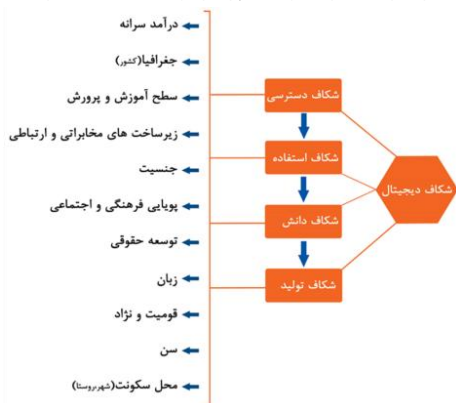 شکاف دیجیتال
شکاف دسترسی
شکاف استفاده
شکاف دانش
شکاف تولید
درآمد سرانه
جغرافیا(کشور)
سطح آموزش و پرورش
زیرساخت های مخابراتی و ارتباطی
جنسیت
پویایی فرهنگی و اجتماعی
توسعه حقوقی
زبان
قومیت و نژاد
سن
محل سکونت(شهر،روستا)